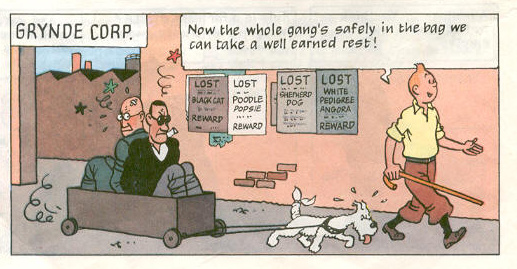 GRYNDE CORP.
Now the whole gang's safely in the bag we
can take a well earned rest!
LOST
BLACK CAT
REWARD
LOST
POODLE
POPSIE
REWARD
LOST
SHEPHERD
DOG
LOST
WHITE
PEDIGREE
ANGORA
REWARD